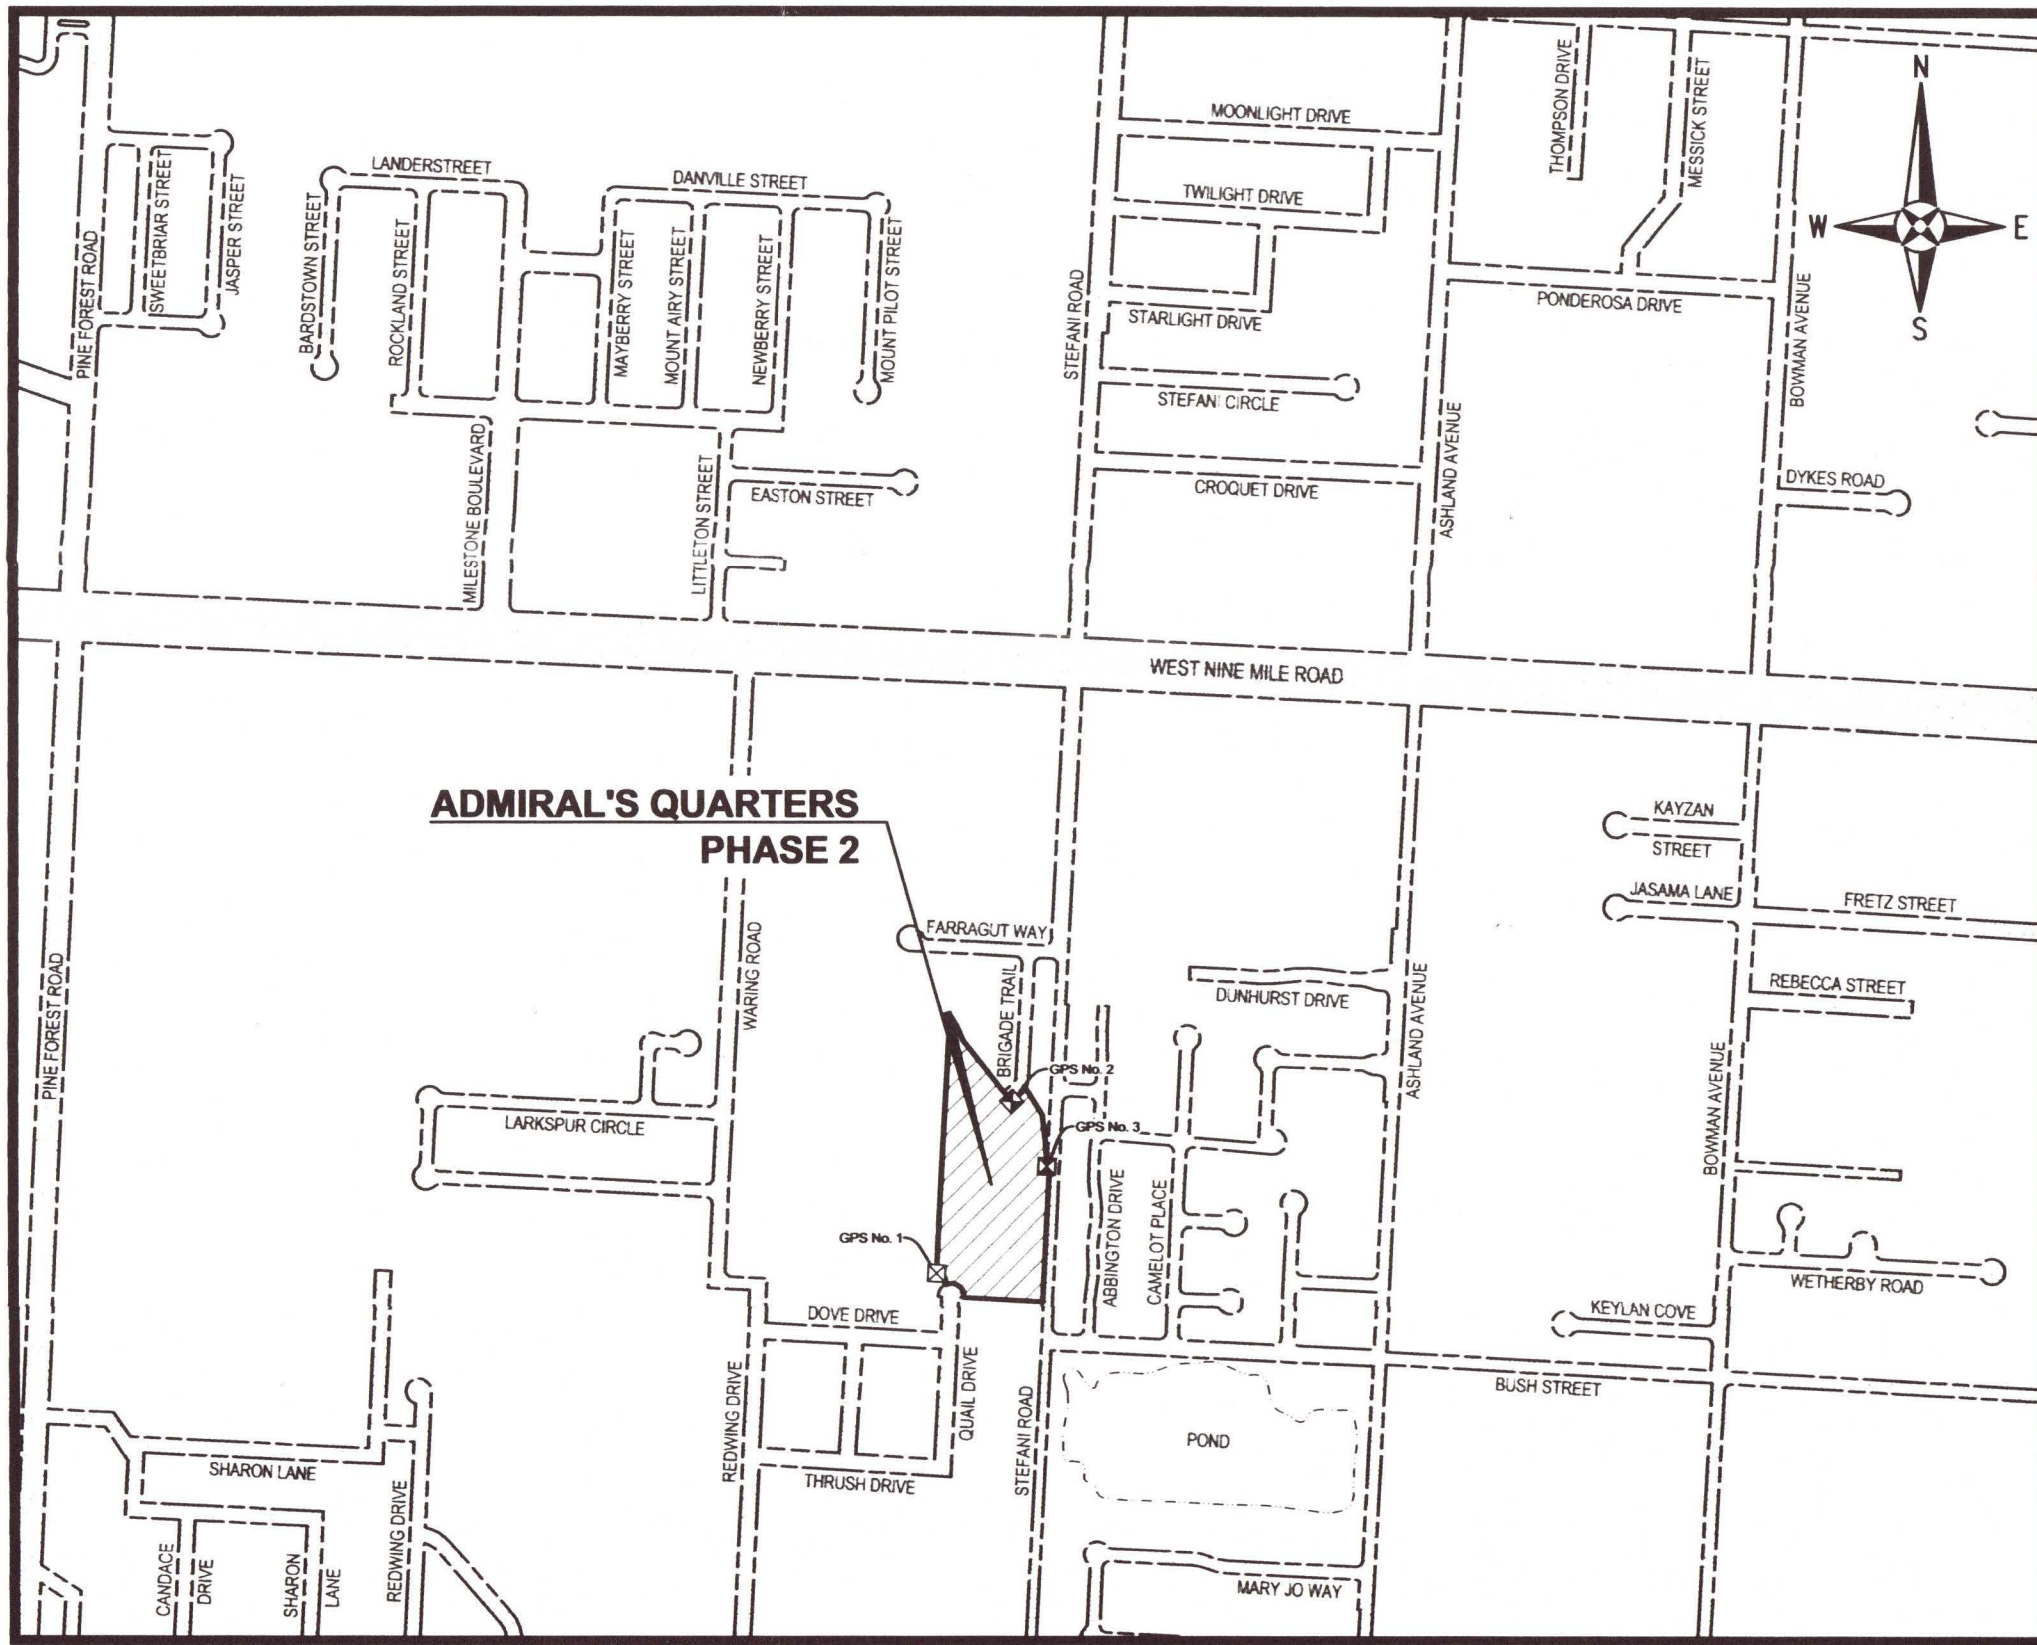 N
W
E
S
THOMPSON DRIVE
MESSICK STREET
MOONLIGHT DRIVE
TWILIGHT DRIVE
STARLIGHT DRIVE
STEFANI CIRCLE
CROQUET DRIVE
STEFANI ROAD
ASHLAND AVENUE
PONDEROSA DRIVE
BOWMAN AVENUE
DYKES ROAD
PINE FOREST ROAD
SWEETBRIAR STREET
JASPER STREET
BARDSTOWN STREET
LANDERSTREET
ROCKLAND STREET
DANVILLE STREET
MAYBERRY STREET
MOUNT AIRY STREET
NEWBERRY STREET
MOUNT PILOT STREET
MILESTONE BOULEVARD
LITTLETON STREET
EASTON STREET
WEST NINE MILE ROAD
ADMIRAL'S QUARTERS
PHASE 2
KAYZAN
STREET
JASAMA LANE
FRETZ STREET
REBECCA STREET
FARRAGUT WAY
BRIGADE TRAIL
WARING ROAD
PINE FOREST ROAD
DUNHURST DRIVE
ASHLAND AVENUE
BOWMAN AVENUE
GPS No. 2
GPS No. 3
GPS No. 1
LARKSPUR CIRCLE
ABBINGTON DRIVE
CAMELOT PLACE
WETHERBY ROAD
KEYLAN COVE
DOVE DRIVE
REDWING DRIVE
QUAIL DRIVE
STEFANI ROAD
BUSH STREET
POND
THRUSH DRIVE
SHARON LANE
REDWING DRIVE
CANDACE
DRIVE
SHARON
LANE
MARY JO WAY